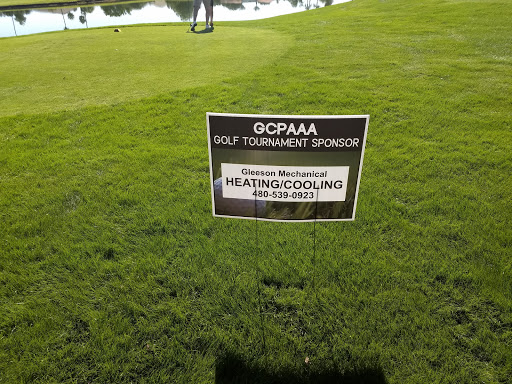 GCPAAA
GOLF TOURNAMENT SPONSOR
Gleeson Mechanical
HEATING/COOLING
480-539-0923